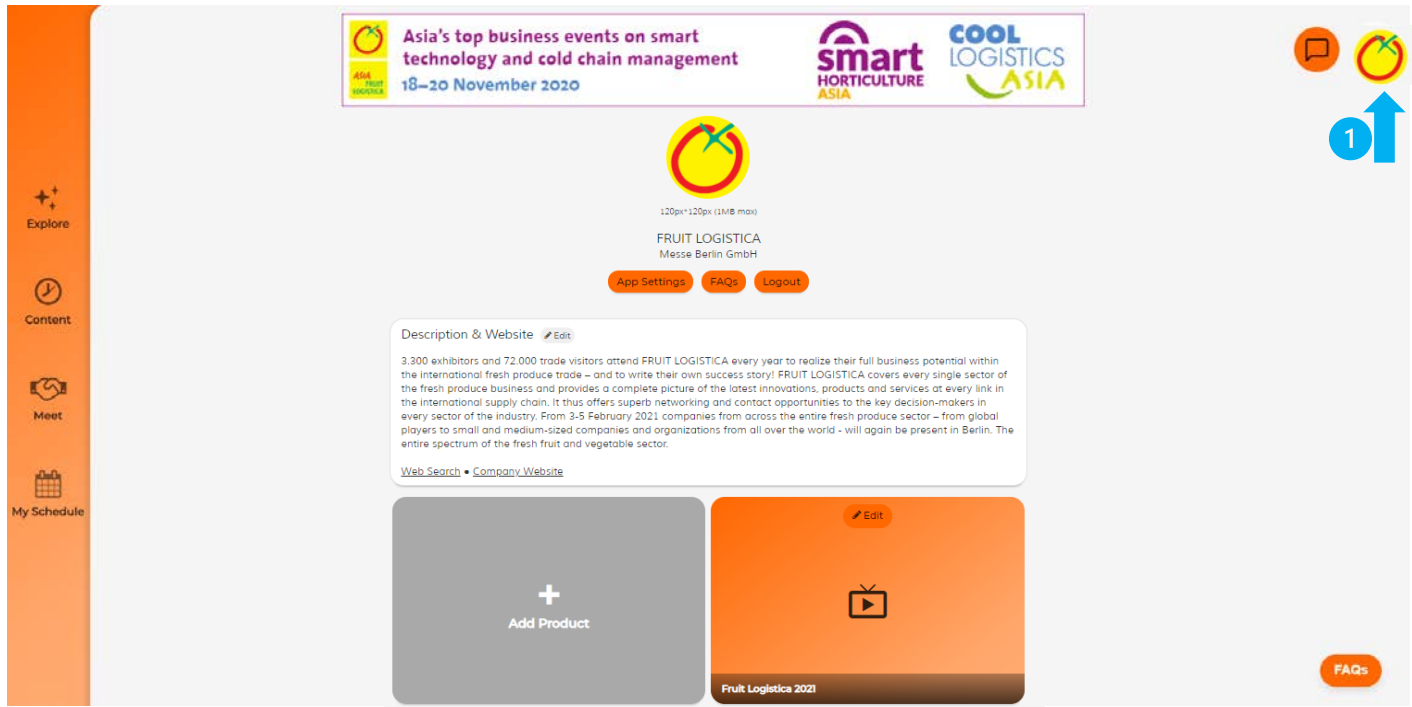 Asia's top business events on smart
technology and cold chain management
18–20 November 2020
ASIA
FRUIT
LOGISTICA
smart
HORTICULTURE
ASIA
COOL
LOGISTICS
ASIA
1
120px*120px (1MB max)
FRUIT LOGISTICA
Messe Berlin GmbH
App Settings FAQs Logout
Explore
Content
Meet
My Schedule
Description & Website Edit
3.300 exhibitors and 72.000 trade visitors attend FRUIT LOGISTICA every year to realize their full business potential within
the international fresh produce trade – and to write their own success story! FRUIT LOGISTICA covers every single sector of
the fresh produce business and provides a complete picture of the latest innovations, products and services at every link in
the international supply chain. It thus offers superb networking and contact opportunities to the key decision-makers in
every sector of the industry. From 3-5 February 2021 companies from across the entire fresh produce sector – from global
players to small and medium-sized companies and organizations from all over the world - will again be present in Berlin. The
entire spectrum of the fresh fruit and vegetable sector.
Web Search • Company Website
Edit
Add Product
Fruit Logistica 2021
FAQs